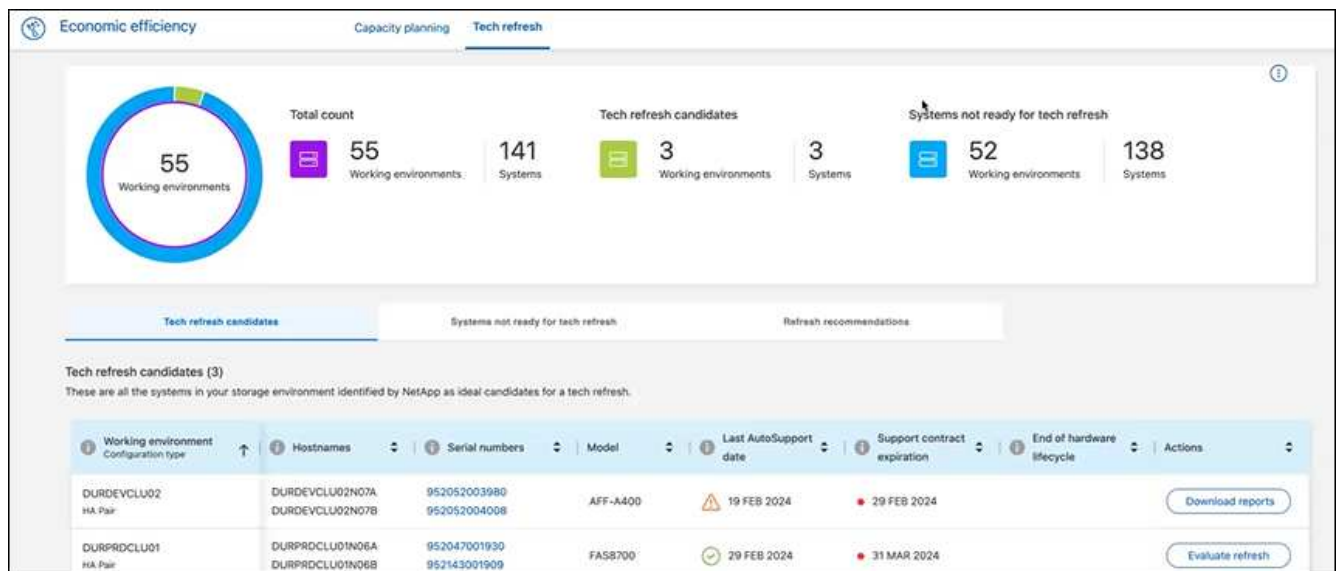 Economic efficiency
Capacity planning
Tech refresh
55
Working environments
Total count
55
Working environments
141
Systems
Tech refresh candidates
3
Working environments
3
Systems
Systems not ready for tech refresh
52
Working environments
138
Systems
Tech refresh candidates
Systems not ready for tech refresh
Refresh recommendations
Tech refresh candidates (3)
These are all the systems in your storage environment identified by NetApp as ideal candidates for a tech refresh.
Working environment
Configuration type
Hostnames
Serial numbers
Model
Last AutoSupport
date
Support contract
expiration
End of hardware
lifecycle
Actions
DURDEVCLU02
HA Pair
DURDEVCLU02N07A
DURDEVCLU02N07B
952052003980
952052004008
AFF-A400
19 FEB 2024
29 FEB 2024
Download reports
DURPRDCLU01
HA Pair
DURPRDCLU01N06A
DURPRDCLU01N06B
952047001930
952143001909
FAS8700
29 FEB 2024
31 MAR 2024
Evaluate refresh